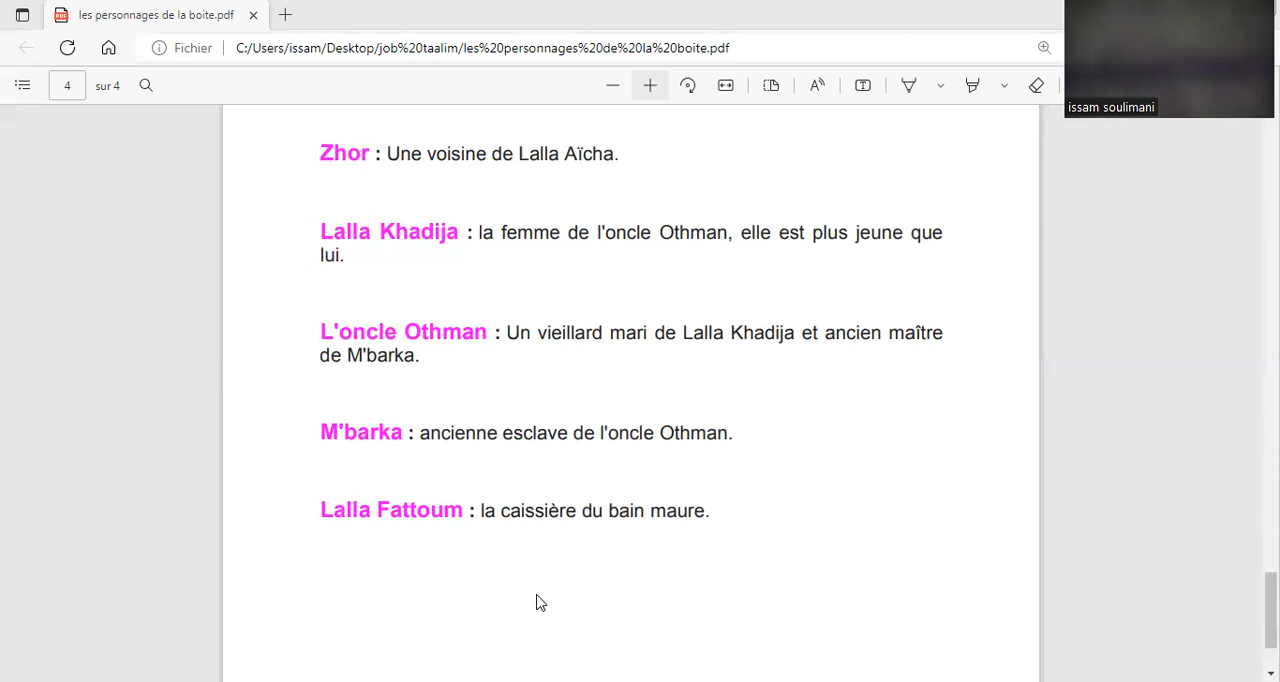 les personnages de la boite.pdf
Fichier C:/Users/issam/Desktop/job%20taalim/les%20personnages%20de%20la%20boite.pdf
4 sur 4
issam soulimani
Zhor : Une voisine de Lalla Aïcha.
Lalla Khadija : la femme de l'oncle Othman, elle est plus jeune que
lui.
L'oncle Othman : Un vieillard mari de Lalla Khadija et ancien maître
de M'barka.
M'barka : ancienne esclave de l'oncle Othman.
Lalla Fattoum : la caissière du bain maure.